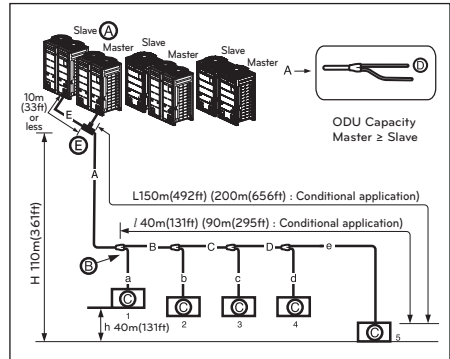 Slave A
Master
Slave
Master
Slave
Master
A
D
ODU Capacity
Master ≥ Slave
10m
(33ft)
or
less
E
E
A
L150m(492ft) (200m(656ft) : Conditional application)
l 40m(131ft) (90m(295ft) : Conditional application)
H 110m(361ft)
B
B
C
D
e
a
b
c
d
C
C
C
C
C
1
2
3
4
5
h 40m(131ft)